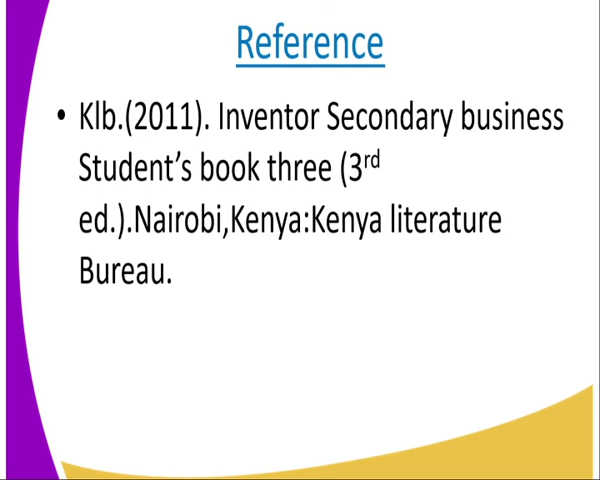 Reference
• Klb.(2011). Inventor Secondary business
Student’s book three (3rd
ed.).Nairobi,Kenya:Kenya literature
Bureau.